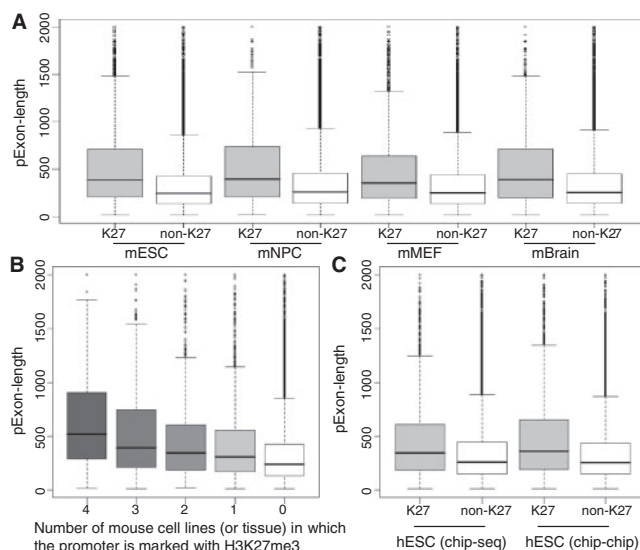 A
pExon-length
2000
1500
1000
500
0
K27 non-K27 K27 non-K27 K27 non-K27 K27 non-K27
mESC mNPC mMEF mBrain
B
pExon-length
2000
1500
1000
500
0
4 3 2 1 0
Number of mouse cell lines (or tissue) in which
the promoter is marked with H3K27me3
C
pExon-length
2000
1500
1000
500
0
K27 non-K27 K27 non-K27
hESC (chip-seq) hESC (chip-chip)